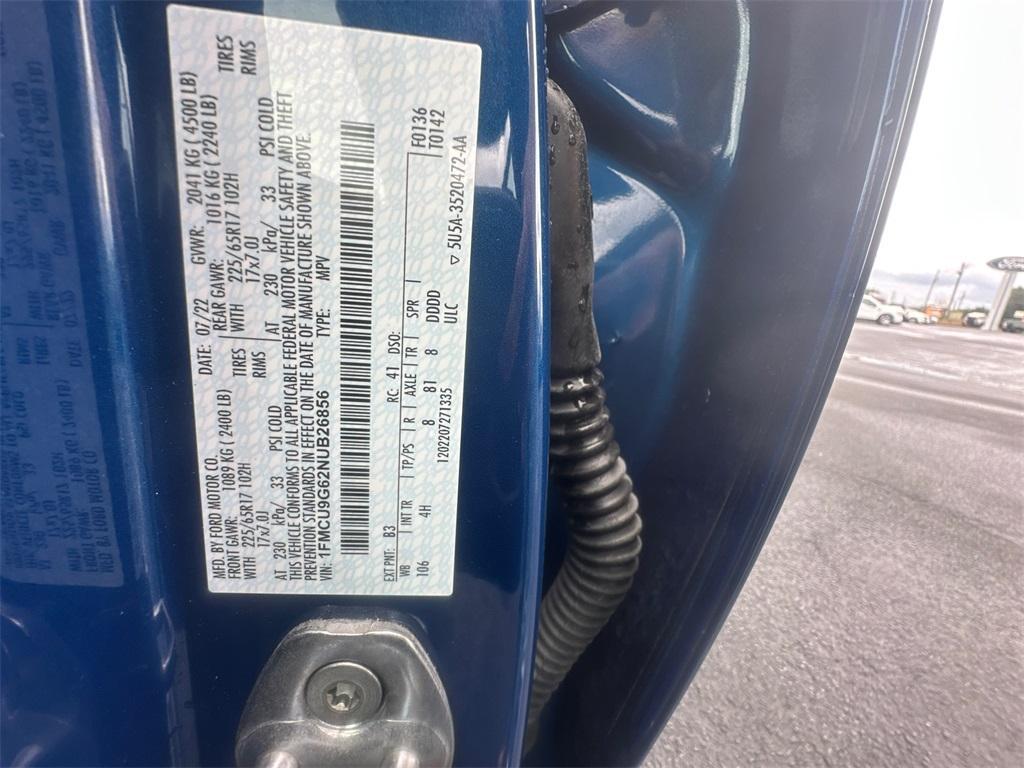 MFD. BY FORD MOTOR CO.
DATE: 07/22 GVWR: 2041 KG ( 4500 LB)
FRONT GAWR: 1089 KG ( 2400 LB) REAR GAWR: 1016 KG ( 2240 LB)
WITH 225/65R17 102H TIRES WITH 225/65R17 102H TIRES
17x7.0J RIMS 17x7.0J RIMS
AT 230 kPa/ 33 PSI COLD AT 230 kPa/ 33 PSI COLD
THIS VEHICLE CONFORMS TO ALL APPLICABLE FEDERAL MOTOR VEHICLE SAFETY AND THEFT
PREVENTION STANDARDS IN EFFECT ON THE DATE OF MANUFACTURE SHOWN ABOVE.
VIN: 1FMCU9G62NUB26856 TYPE: MPV
EXT PNT: B3 RC: 41 DSO:
WB INT TR TP/PS R AXLE TR SPR F0136
106 4H 8 81 8 DDDD T0142
1202207271335 ULC
▽ 5U5A-3520472-AA
Ford